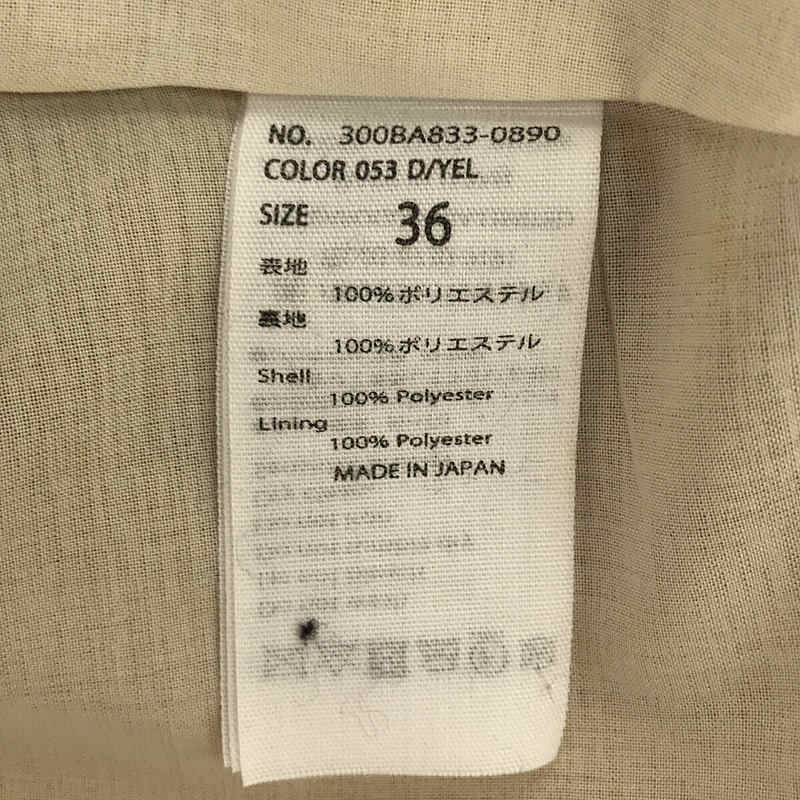 NO. 300BA833-0890
COLOR 053 D/YEL
SIZE 36
表地
100%ポリエステル
裏地
100%ポリエステル
Shell
100% Polyester
Lining
100% Polyester
MADE IN JAPAN